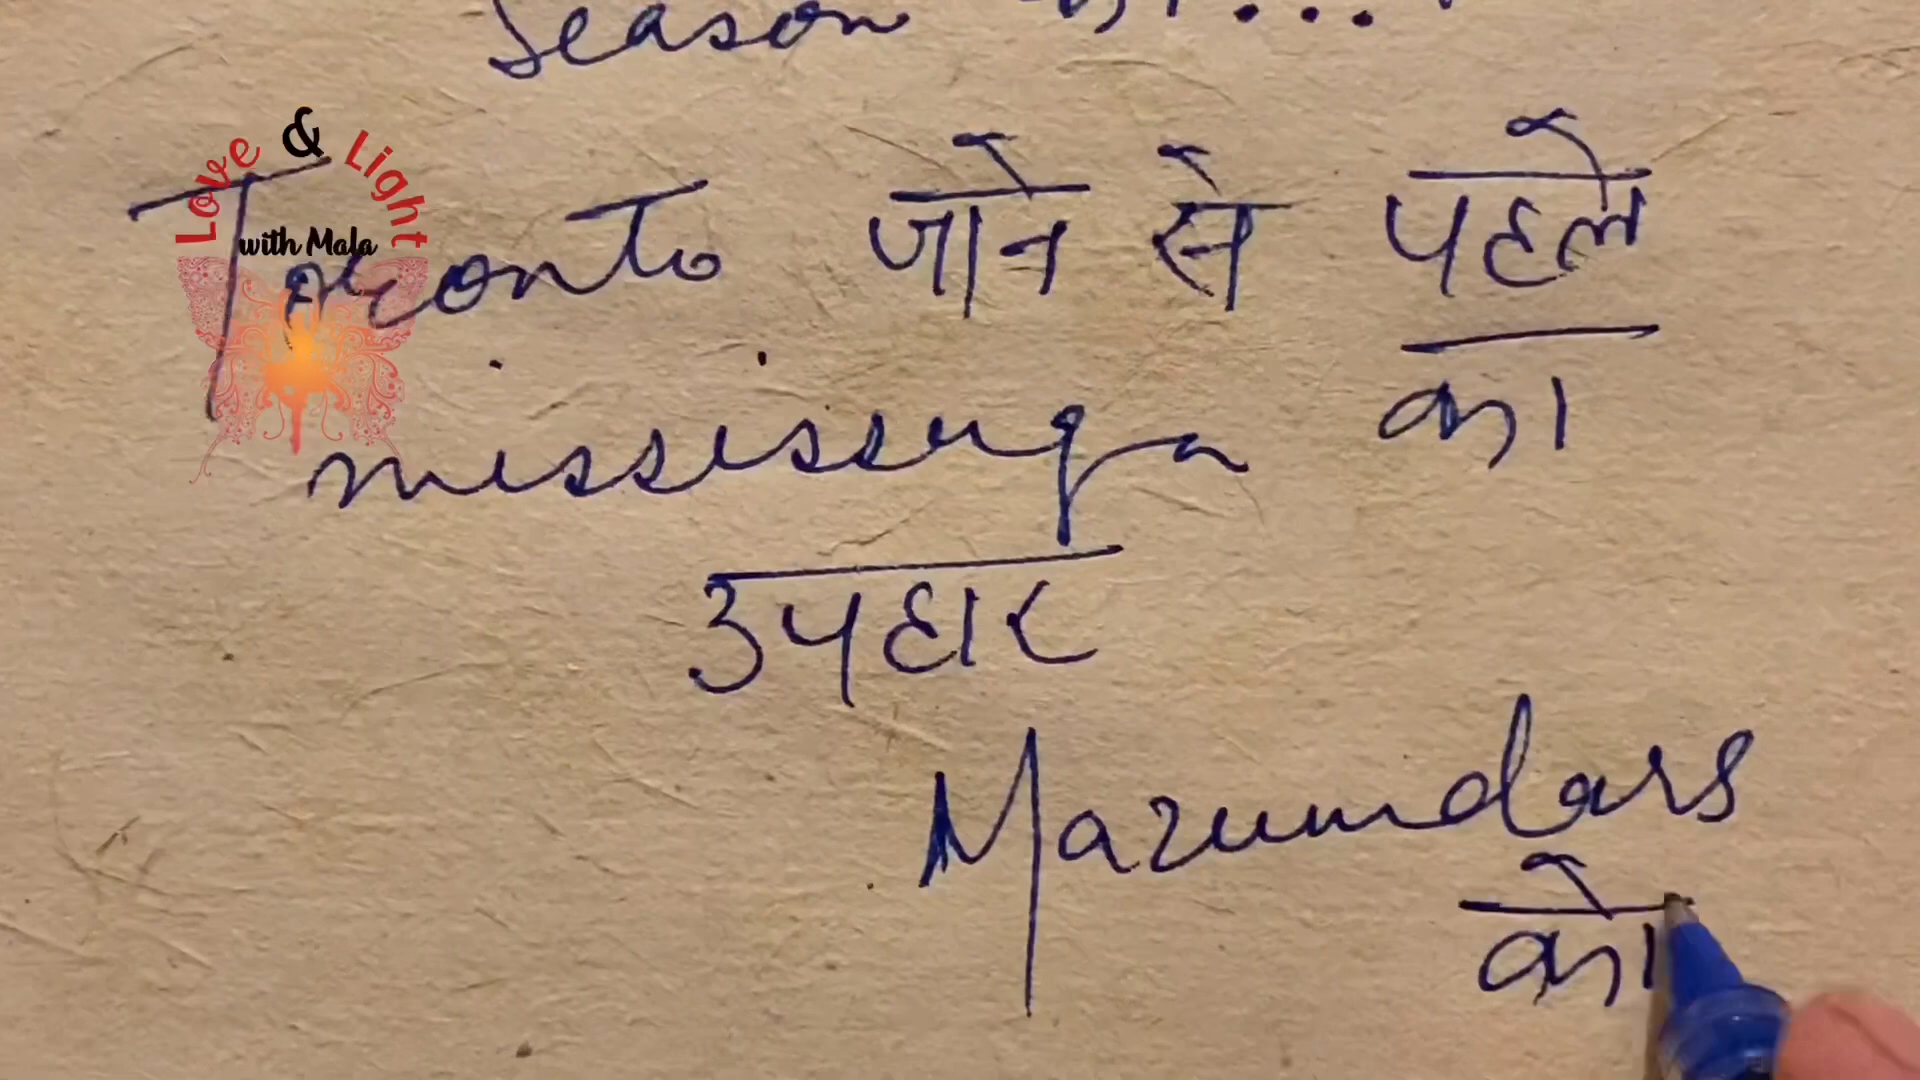 Season का...
Love & Light
with Mala
Toronto जाने से पहले
mississuga का
उपहार
Mazumdars
को